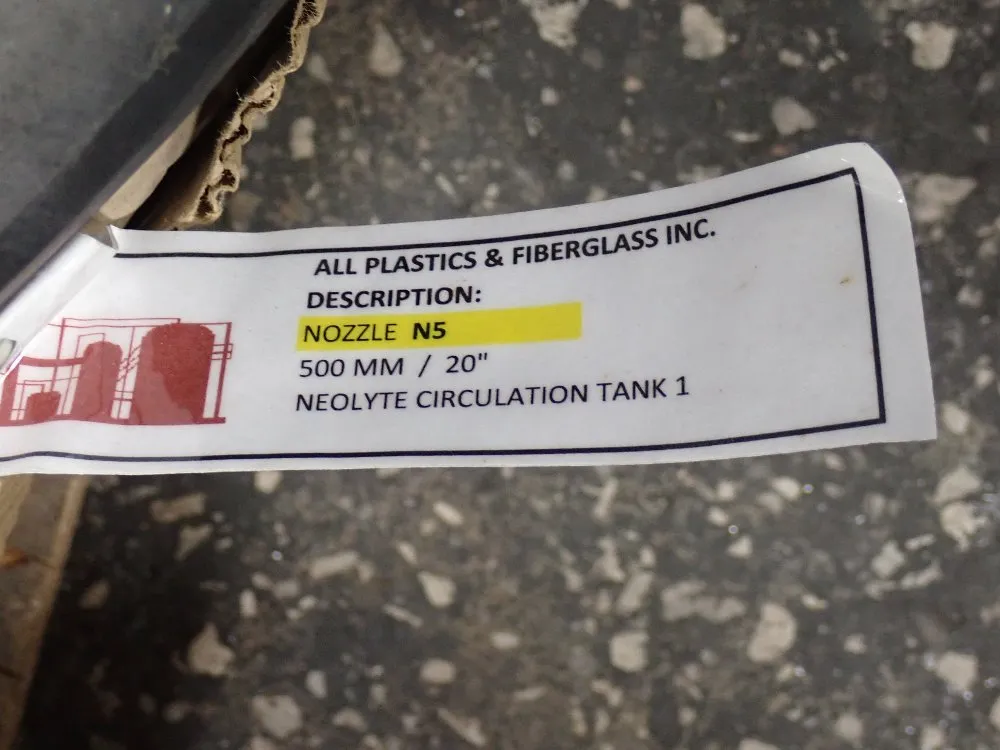 ALL PLASTICS & FIBERGLASS INC.
DESCRIPTION:
NOZZLE N5
500 MM / 20"
NEOLYTE CIRCULATION TANK 1